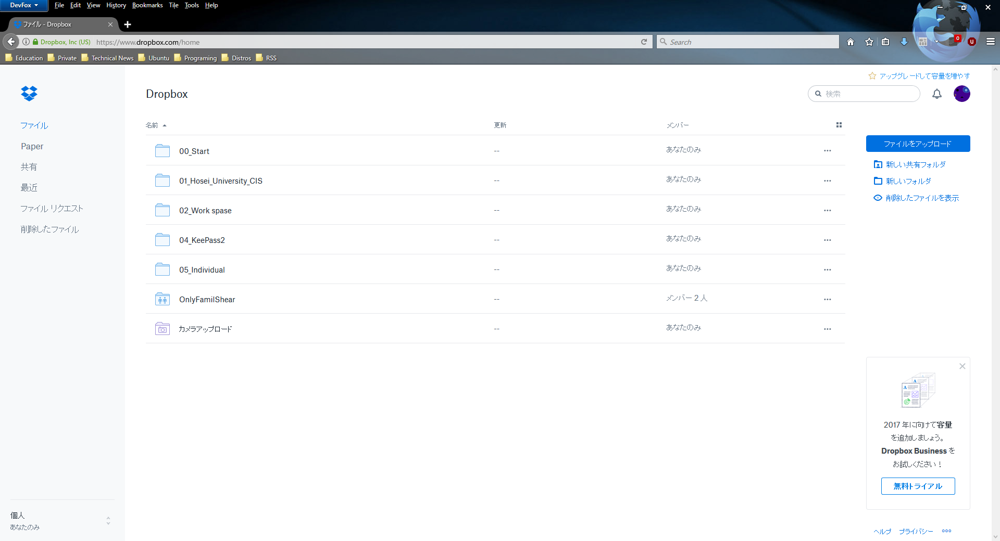 DevFox File Edit View History Bookmarks Tile Tools Help
ファイル - Dropbox
Dropbox, Inc (US) https://www.dropbox.com/home Search 0
Education Private Technical News Ubuntu Programing Distros RSS
アップグレードして容量を増やす
Dropbox
検索
ファイル
Paper
共有
最近
ファイル リクエスト
削除したファイル
名前 更新 メンバー
00_Start -- あなたのみ
01_Hosei_University_CIS -- あなたのみ
02_Work spase -- あなたのみ
04_KeePass2 -- あなたのみ
05_Individual -- あなたのみ
OnlyFamilShear -- メンバー 2 人
カメラアップロード -- あなたのみ
ファイルをアップロード
新しい共有フォルダ
新しいフォルダ
削除したファイルを表示
2017 年に向けて容量
を追加しましょう。
Dropbox Business を
お試しください！
無料トライアル
個人
あなたのみ
ヘルプ プライバシー